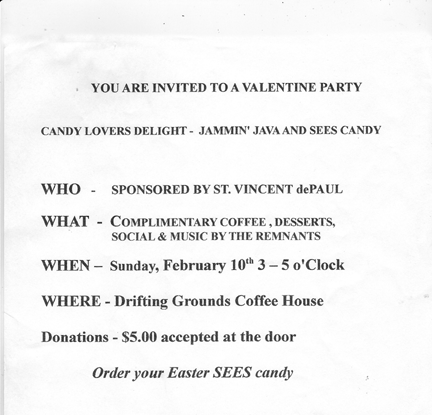 YOU ARE INVITED TO A VALENTINE PARTY
CANDY LOVERS DELIGHT - JAMMIN' JAVA AND SEES CANDY
WHO - SPONSORED BY ST. VINCENT dePAUL
WHAT - COMPLIMENTARY COFFEE , DESSERTS,
SOCIAL & MUSIC BY THE REMNANTS
WHEN – Sunday, February 10th 3 – 5 o'Clock
WHERE - Drifting Grounds Coffee House
Donations - $5.00 accepted at the door
Order your Easter SEES candy